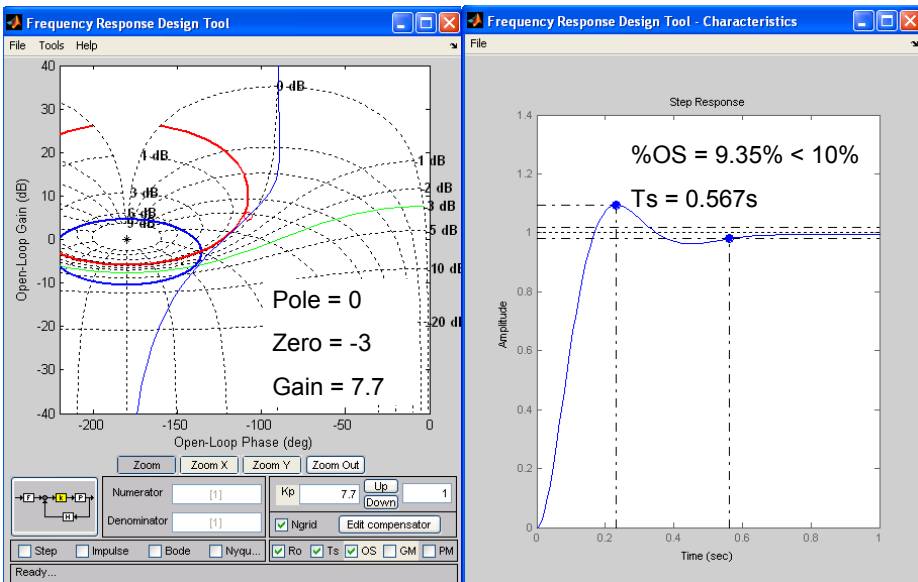 Frequency Response Design Tool
File Tools Help
40
30
20
10
0
-10
-20
-30
-40
Open-Loop Gain (dB)
0 dB
1 dB
3 dB
6 dB
9 dB
1 dB
-2 dB
-3 dB
-5 dB
-10 dB
-20 dB
Pole = 0
Zero = -3
Gain = 7.7
-200 -150 -100 -50 0
Open-Loop Phase (deg)
Zoom Zoom X Zoom Y Zoom Out
F k P
H
Numerator [1]
Denominator [1]
Kp 7.7 Up Down 1
Ngrid Edit compensator
Step Impulse Bode Nyqu... Ro Ts OS GM PM
Ready...
Frequency Response Design Tool - Characteristics
File
Step Response
1.4
1.2
1
0.8
0.6
0.4
0.2
0
Amplitude
%OS = 9.35% < 10%
Ts = 0.567s
0 0.2 0.4 0.6 0.8 1
Time (sec)